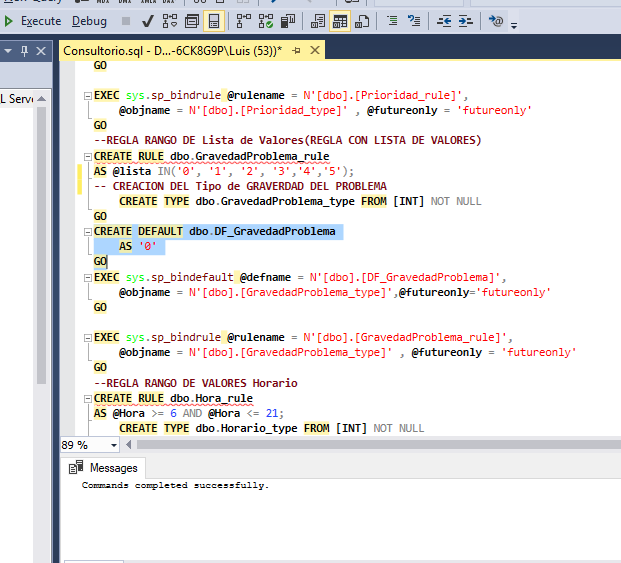 Execute Debug
Consultorio.sql - D...-6CK8G9P\Luis (53))*
L Serve
GO
EXEC sys.sp_bindrule @rulename = N'[dbo].[Prioridad_rule]',
@objname = N'[dbo].[Prioridad_type]' , @futureonly = 'futureonly'
GO
--REGLA RANGO DE Lista de Valores(REGLA CON LISTA DE VALORES)
CREATE RULE dbo.GravedadProblema_rule
AS @lista IN('0', '1', '2', '3','4','5');
-- CREACION DEL Tipo de GRAVERDAD DEL PROBLEMA
CREATE TYPE dbo.GravedadProblema_type FROM [INT] NOT NULL
GO
CREATE DEFAULT dbo.DF_GravedadProblema
AS '0'
GO
EXEC sys.sp_bindefault @defname = N'[dbo].[DF_GravedadProblema]',
@objname = N'[dbo].[GravedadProblema_type]',@futureonly='futureonly'
GO
EXEC sys.sp_bindrule @rulename = N'[dbo].[GravedadProblema_rule]',
@objname = N'[dbo].[GravedadProblema_type]' , @futureonly = 'futureonly'
GO
--REGLA RANGO DE VALORES Horario
CREATE RULE dbo.Hora_rule
AS @Hora >= 6 AND @Hora <= 21;
CREATE TYPE dbo.Horario_type FROM [INT] NOT NULL
89 %
Messages
Commands completed successfully.